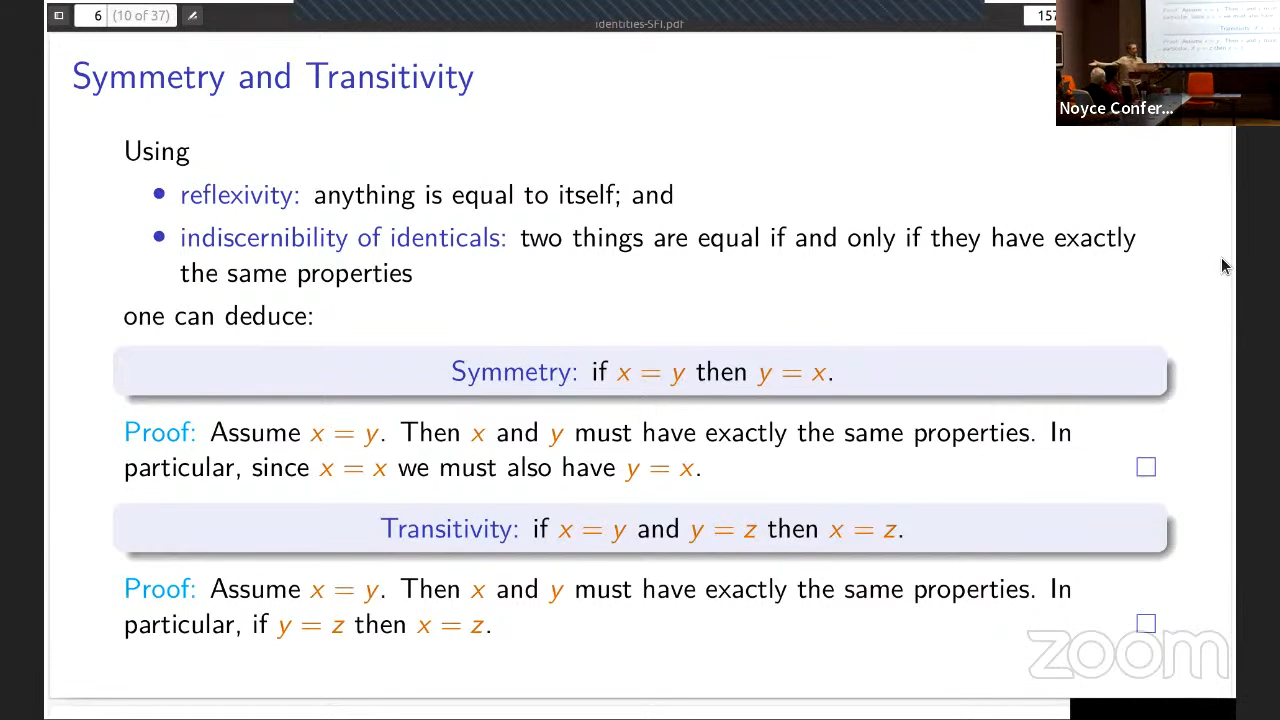 6 (10 of 37)
identities-SFI.pdf
157
Symmetry and Transitivity
Noyce Confer...
Using
• reflexivity: anything is equal to itself; and
• indiscernibility of identicals: two things are equal if and only if they have exactly
the same properties
one can deduce:
Symmetry: if x = y then y = x.
Proof: Assume x = y. Then x and y must have exactly the same properties. In
particular, since x = x we must also have y = x. □
Transitivity: if x = y and y = z then x = z.
Proof: Assume x = y. Then x and y must have exactly the same properties. In
particular, if y = z then x = z. □
zoom